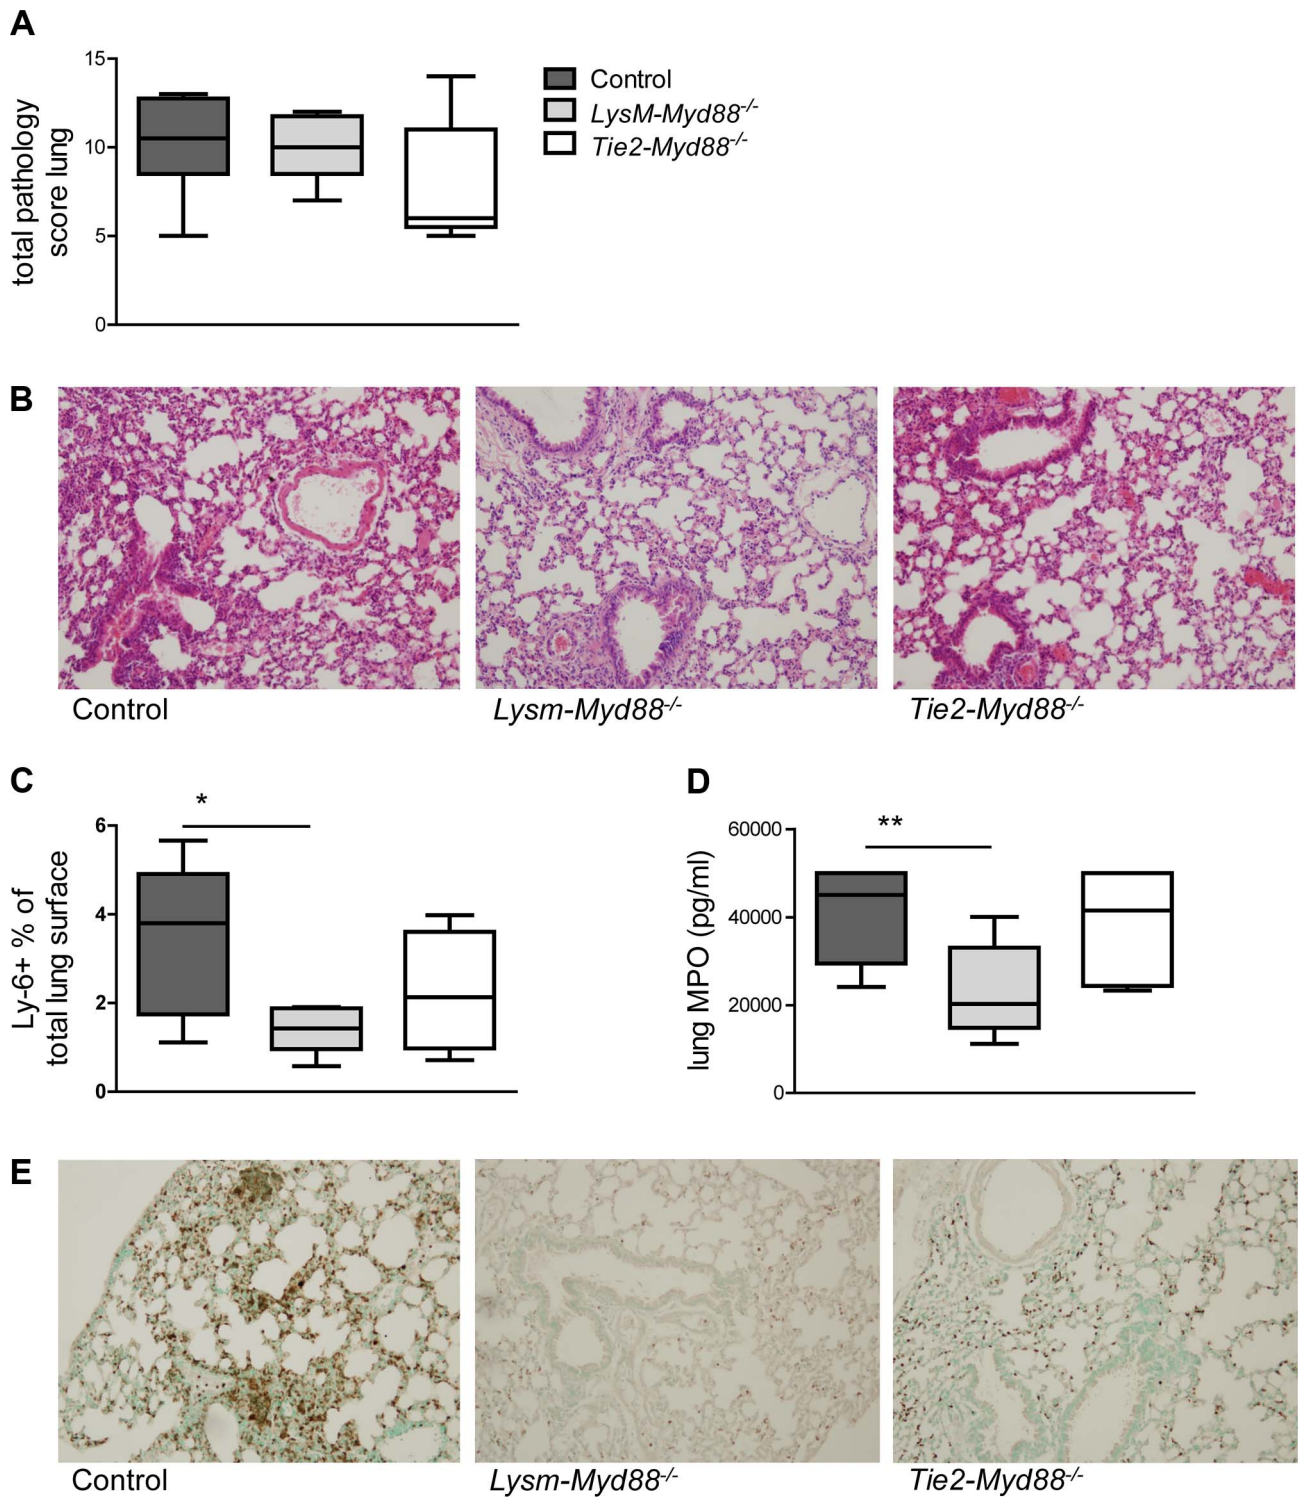 A
15
10
5
0
total pathology
score lung
Control
LysM-Myd88-/-
Tie2-Myd88-/-
B
Control
Lysm-Myd88-/-
Tie2-Myd88-/-
C
*
6
4
2
0
Ly-6+ % of
total lung surface
D
**
60000
40000
20000
0
lung MPO (pg/ml)
E
Control
Lysm-Myd88-/-
Tie2-Myd88-/-